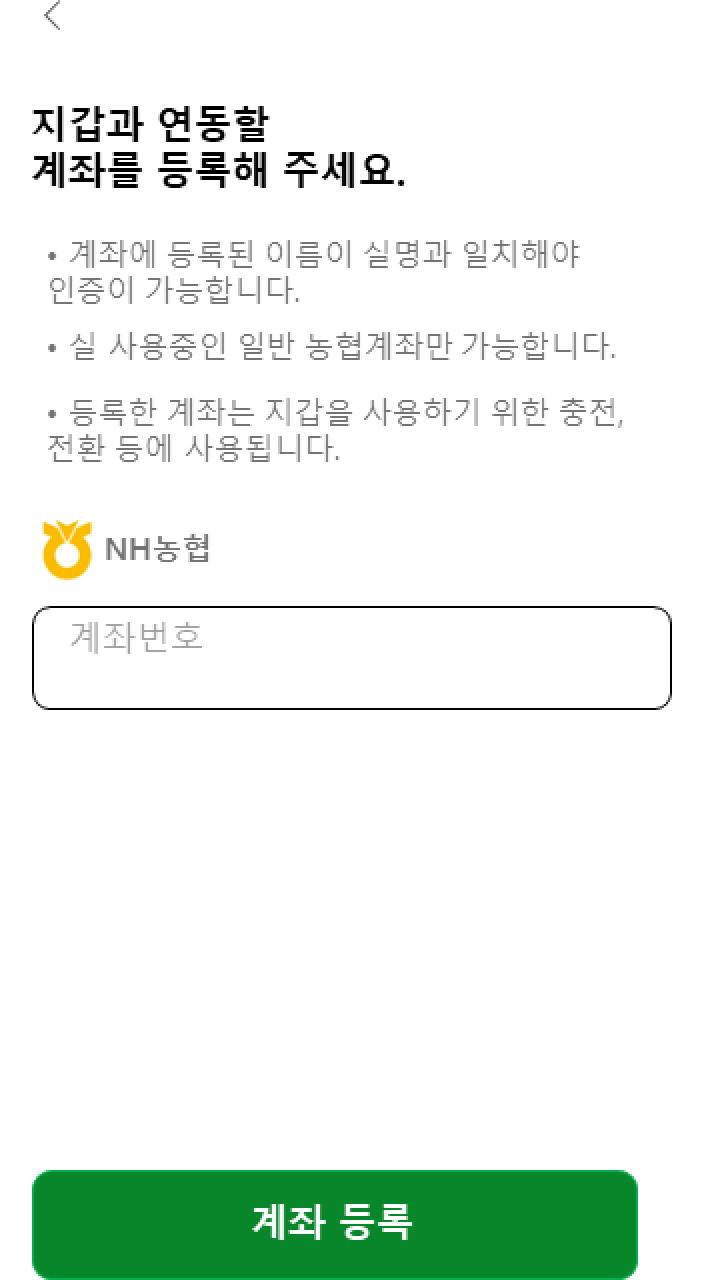 지갑과 연동할
계좌를 등록해 주세요.
• 계좌에 등록된 이름이 실명과 일치해야
인증이 가능합니다.
• 실 사용중인 일반 농협계좌만 가능합니다.
• 등록한 계좌는 지갑을 사용하기 위한 충전,
전환 등에 사용됩니다.
NH농협
계좌번호
계좌 등록